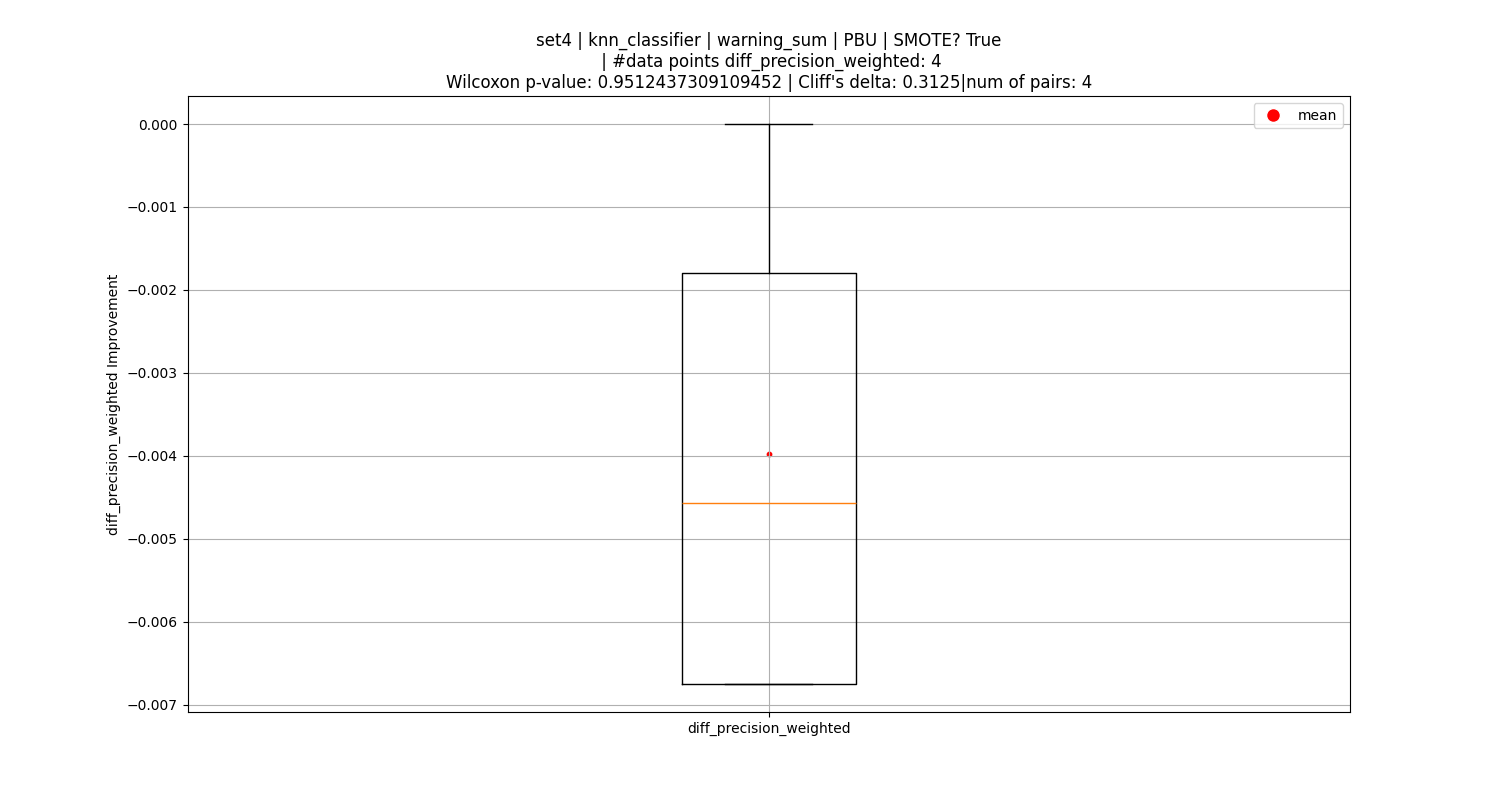 set4 | knn_classifier | warning_sum | PBU | SMOTE? True
| #data points diff_precision_weighted: 4
Wilcoxon p-value: 0.9512437309109452 | Cliff's delta: 0.3125|num of pairs: 4
mean
0.000
−0.001
−0.002
−0.003
−0.004
−0.005
−0.006
−0.007
diff_precision_weighted Improvement
diff_precision_weighted